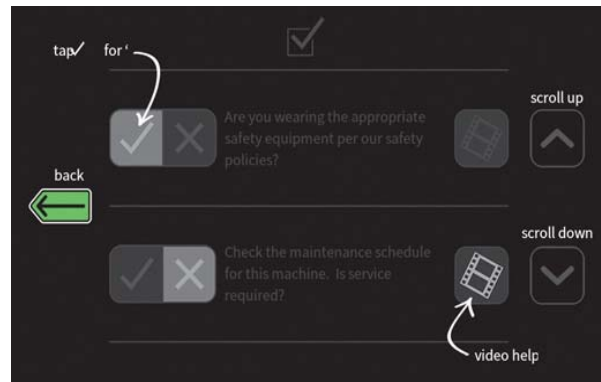 tap✓ for ‘
Are you wearing the appropriate
safety equipment per our safety
policies?
scroll up
back
scroll down
Check the maintenance schedule
for this machine. Is service
required?
video help